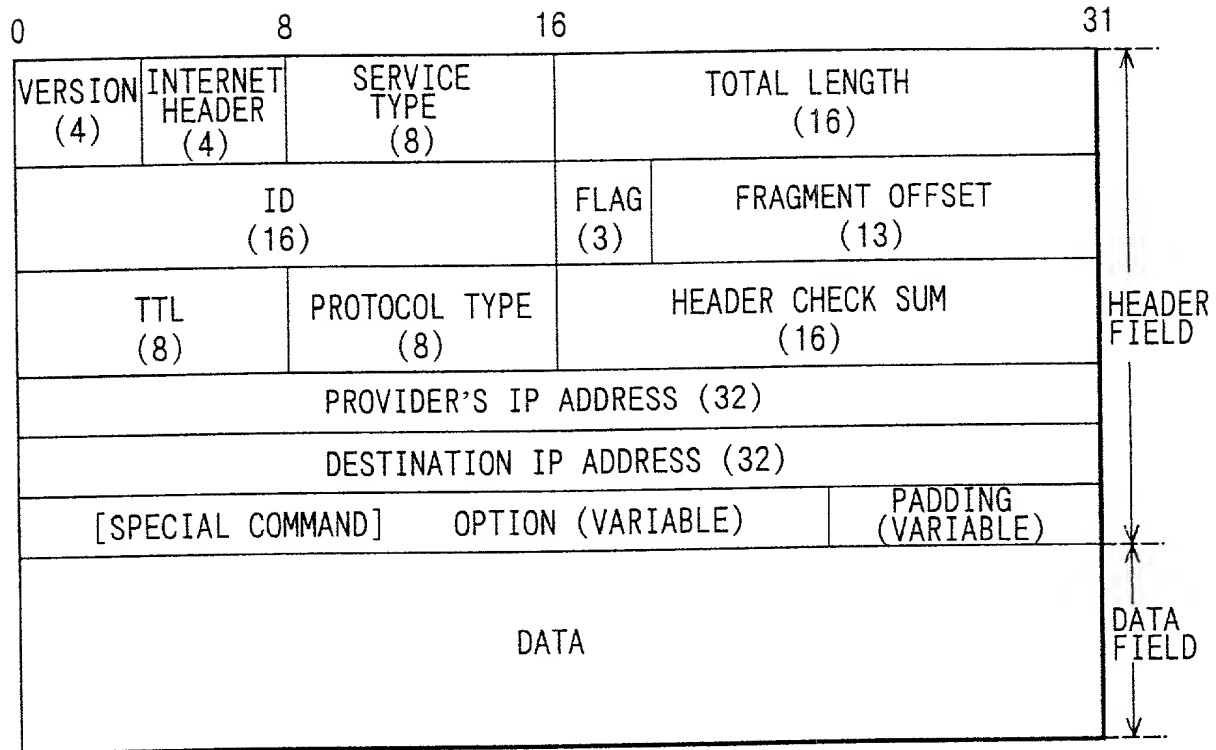 0 8 16 31
VERSION
(4)
INTERNET
HEADER
(4)
SERVICE
TYPE
(8)
TOTAL LENGTH
(16)
ID
(16)
FLAG
(3)
FRAGMENT OFFSET
(13)
TTL
(8)
PROTOCOL TYPE
(8)
HEADER CHECK SUM
(16)
HEADER
FIELD
PROVIDER'S IP ADDRESS (32)
DESTINATION IP ADDRESS (32)
[SPECIAL COMMAND] OPTION (VARIABLE)
PADDING
(VARIABLE)
DATA
DATA
FIELD